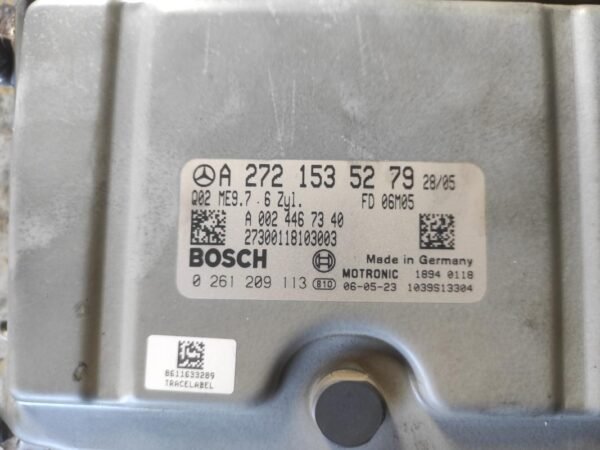 A 272 153 52 79 28/05
Q02 ME9.7 - 6 Zyl. FD 06M05
A 002 446 73 40
27300118103003
BOSCH
Made in Germany
MOTRONIC 1894 0118
0 261 209 113 810 06-05-23 1039S13304
8611633289
TRACELABEL